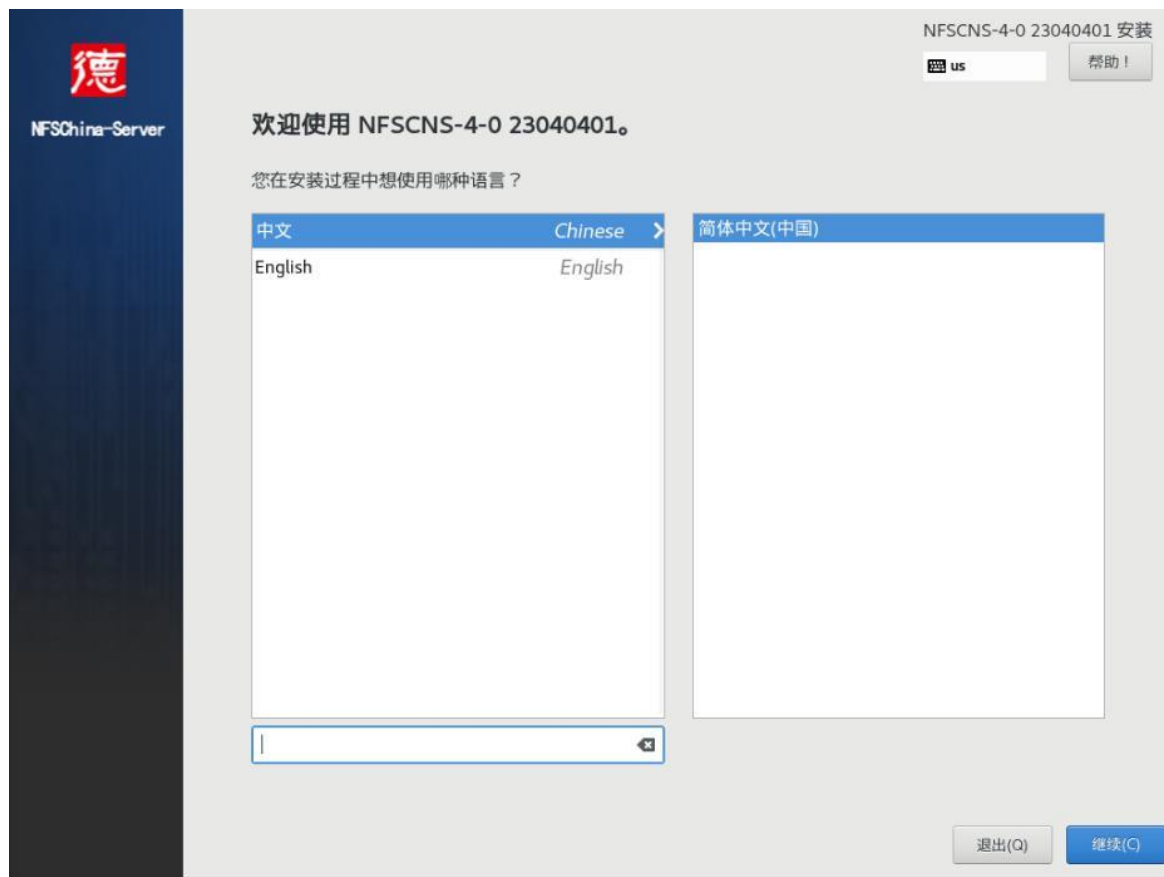 NFSCNS-4-0 23040401 安装
us
帮助！
德
NFSChina-Server
欢迎使用 NFSCNS-4-0 23040401。
您在安装过程中想使用哪种语言？
中文 Chinese
简体中文(中国)
English English
退出(Q)
继续(C)